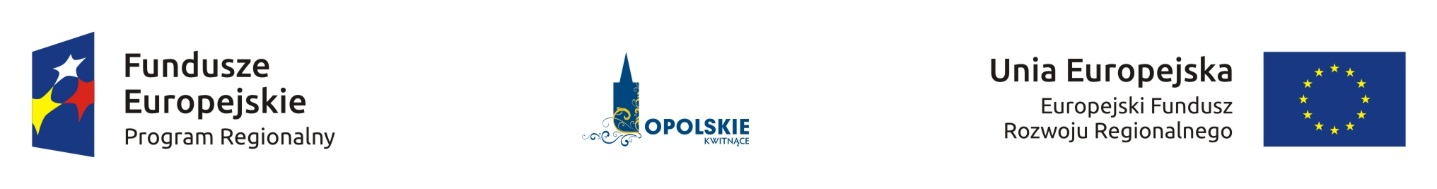 Fundusze
Europejskie
Program Regionalny
OPOLSKIE
KWITNĄCE
Unia Europejska
Europejski Fundusz
Rozwoju Regionalnego